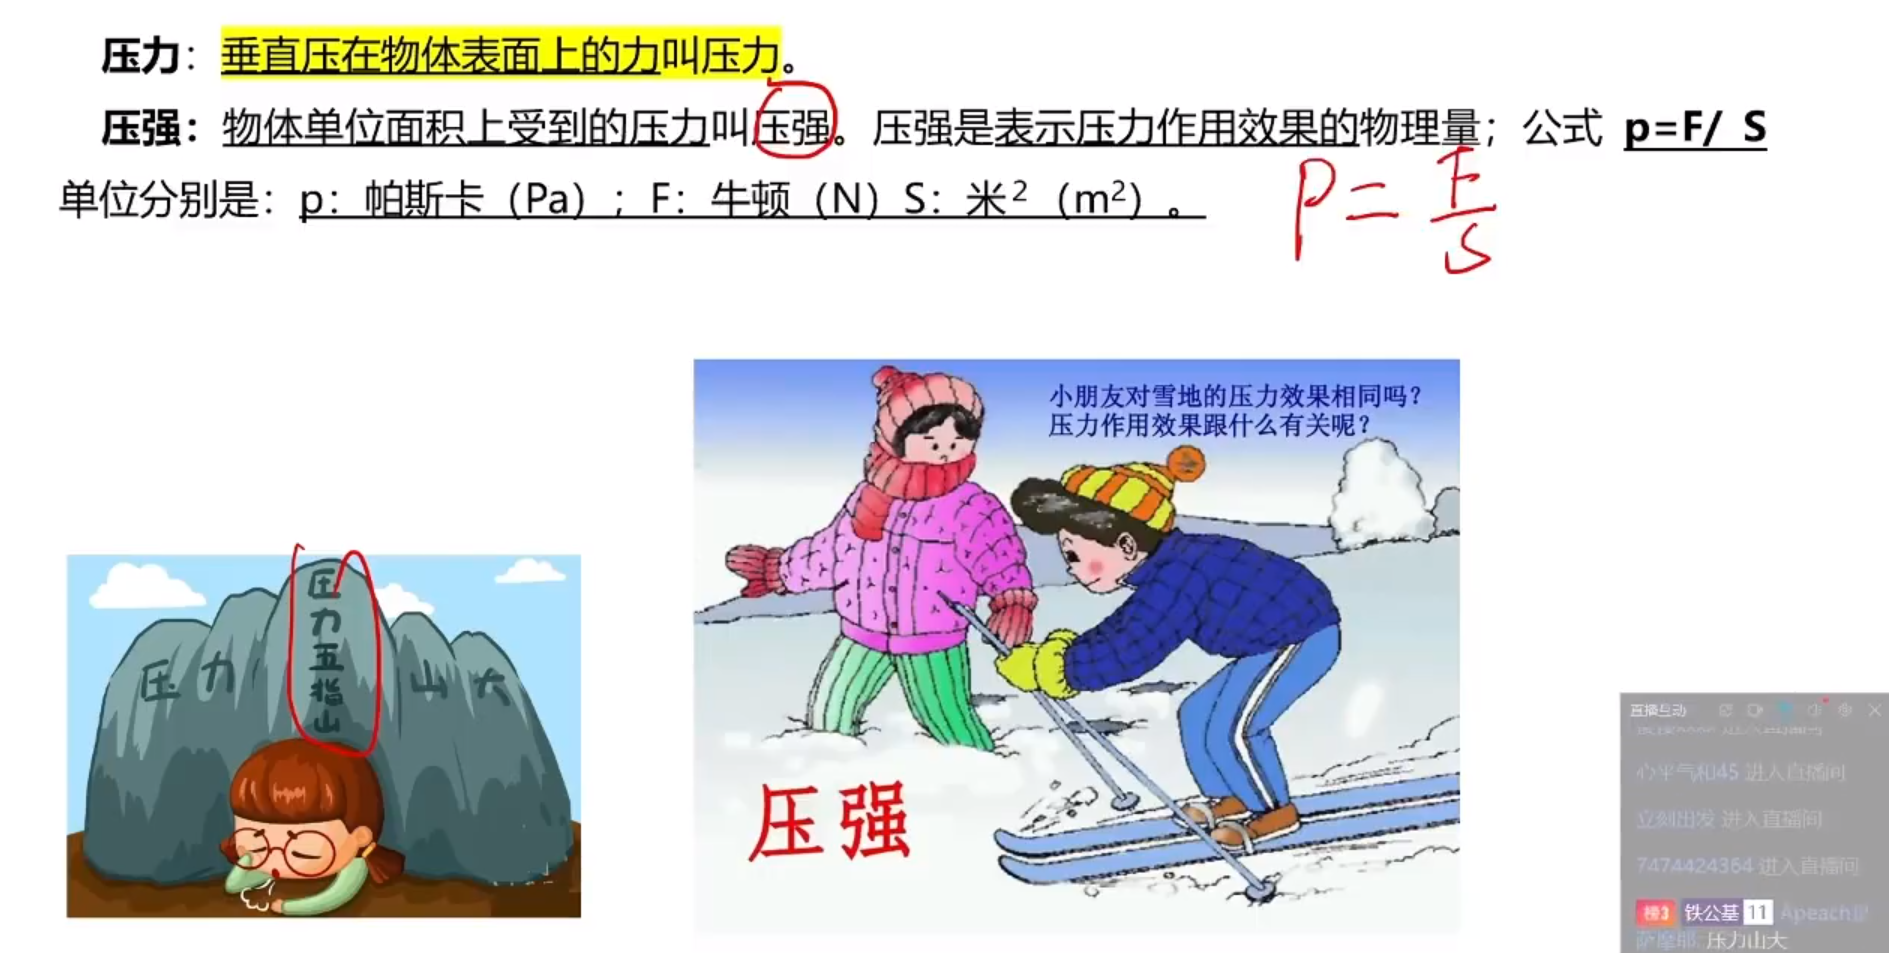 压力：垂直压在物体表面上的力叫压力。
压强：物体单位面积上受到的压力叫压强。压强是表示压力作用效果的物理量；公式 p=F/ S
单位分别是：p：帕斯卡（Pa）；F：牛顿（N）S：米²（m²）。
P=F/S
小朋友对雪地的压力效果相同吗？
压力作用效果跟什么有关呢？
压力
压力五指山
山大
压强
直播互动
进入直播间
心平气和45 进入直播间
立刻出发 进入直播间
7474424364 进入直播间
榜3 铁公基 11 Apeach是
萨摩耶: 压力山大